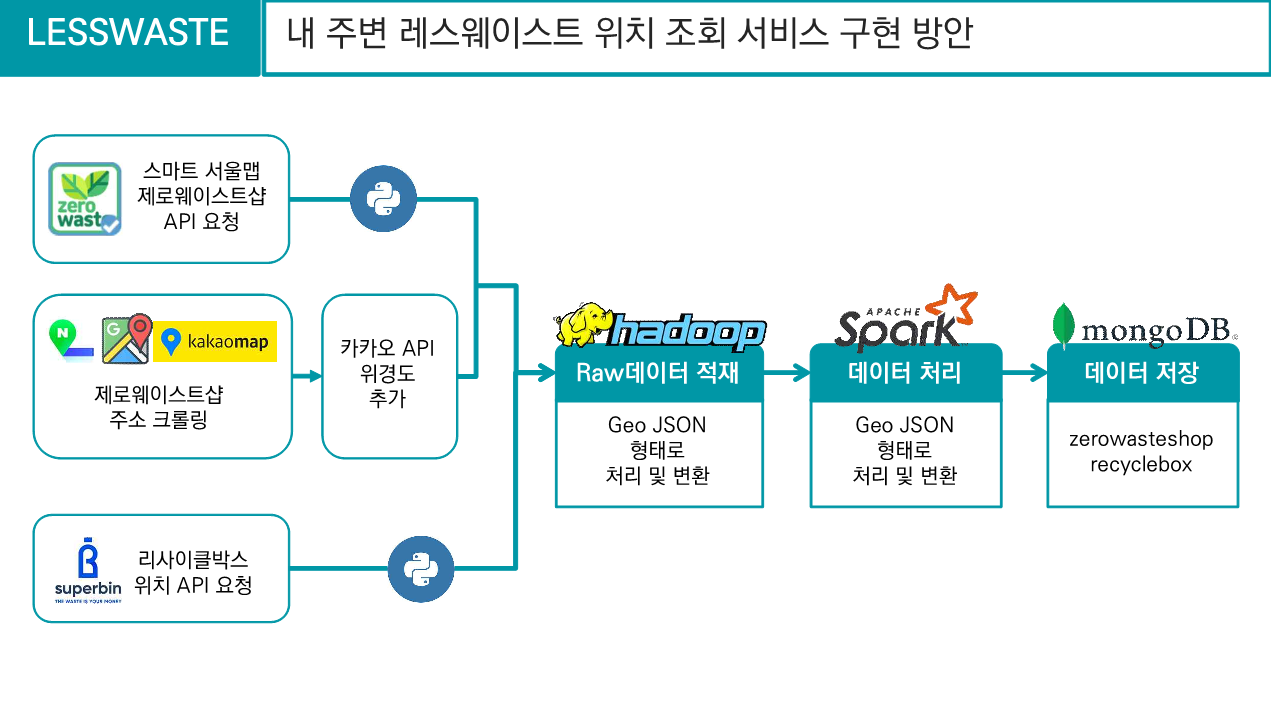 LESSWASTE
내 주변 레스웨이스트 위치 조회 서비스 구현 방안
zero
waste
스마트 서울맵
제로웨이스트샵
API 요청
N
G
kakaomap
제로웨이스트샵
주소 크롤링
카카오 API
위경도
추가
superbin
THE WASTE IS YOUR MONEY
리사이클박스
위치 API 요청
hadoop
Raw데이터 적재
Geo JSON
형태로
처리 및 변환
APACHE
Spark
데이터 처리
Geo JSON
형태로
처리 및 변환
mongoDB
데이터 저장
zerowasteshop
recyclebox